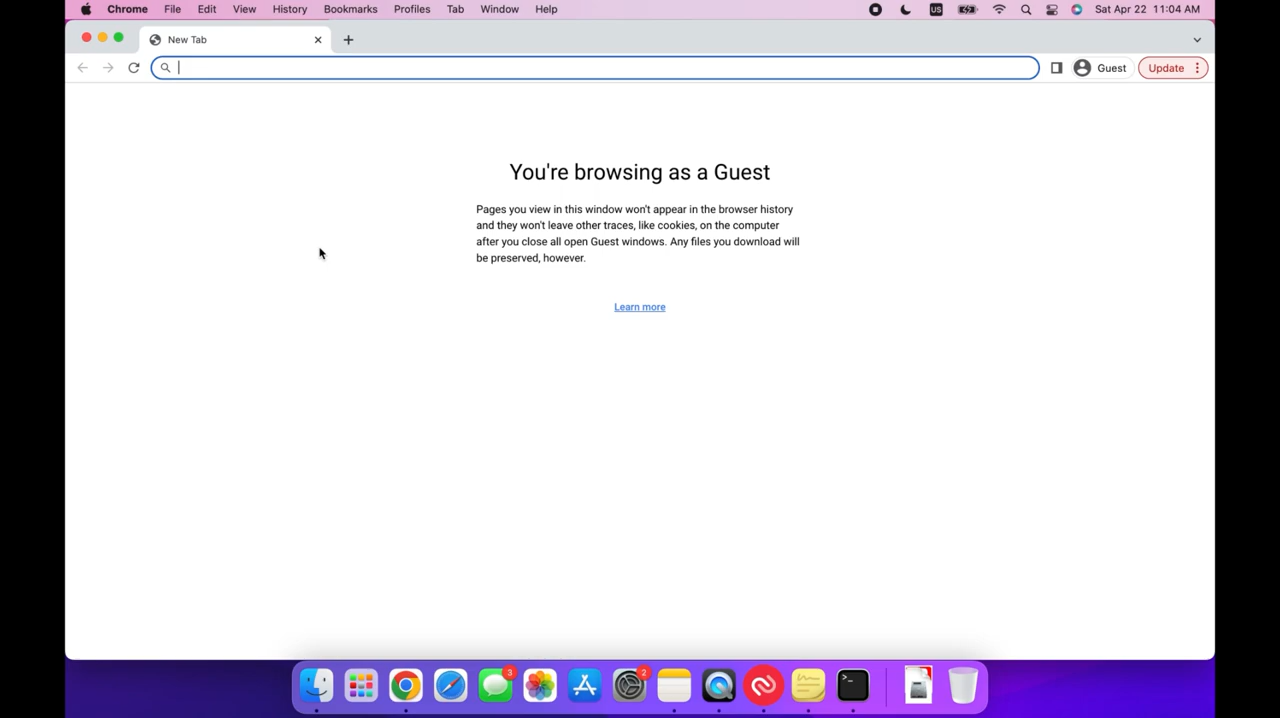 Chrome File Edit View History Bookmarks Profiles Tab Window Help US Sat Apr 22 11:04 AM
New Tab
Guest Update
You're browsing as a Guest
Pages you view in this window won't appear in the browser history
and they won't leave other traces, like cookies, on the computer
after you close all open Guest windows. Any files you download will
be preserved, however.
Learn more
3 2 >_